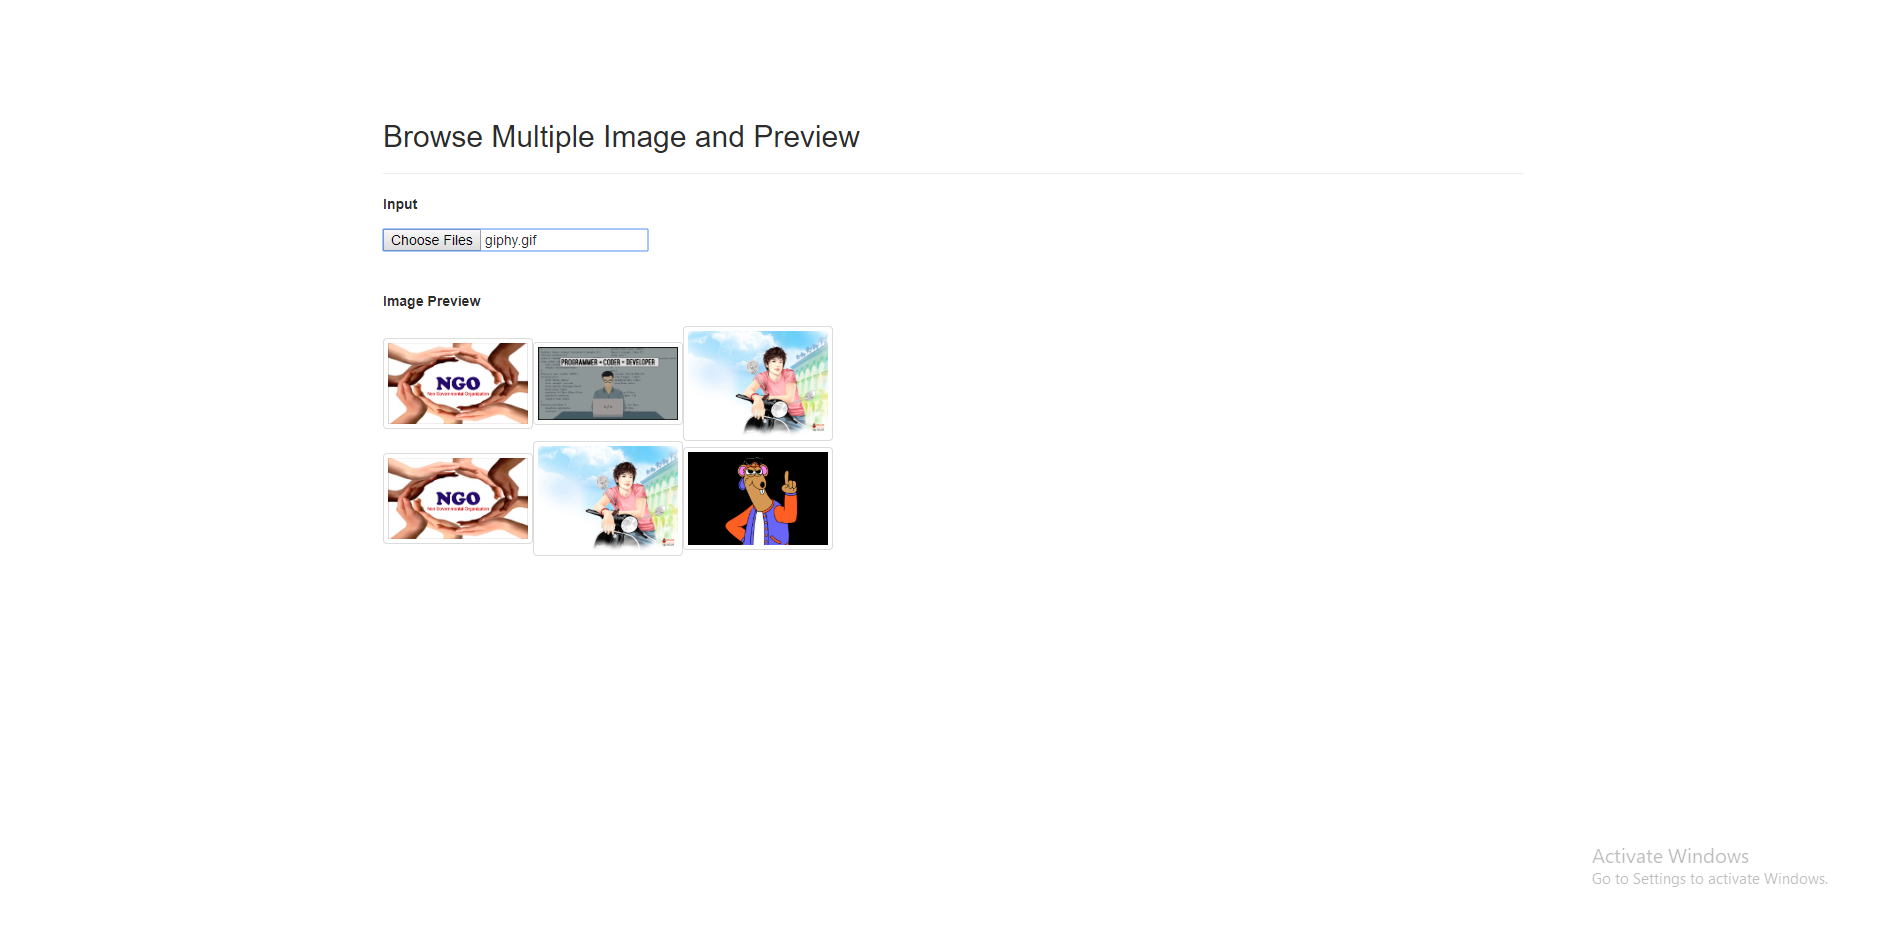 Browse Multiple Image and Preview
Input
Choose Files giphy.gif
Image Preview
NGO
Non Governmental Organization
PROGRAMMER = CODER = DEVELOPER
</>
NGO
Non Governmental Organization
Activate Windows
Go to Settings to activate Windows.